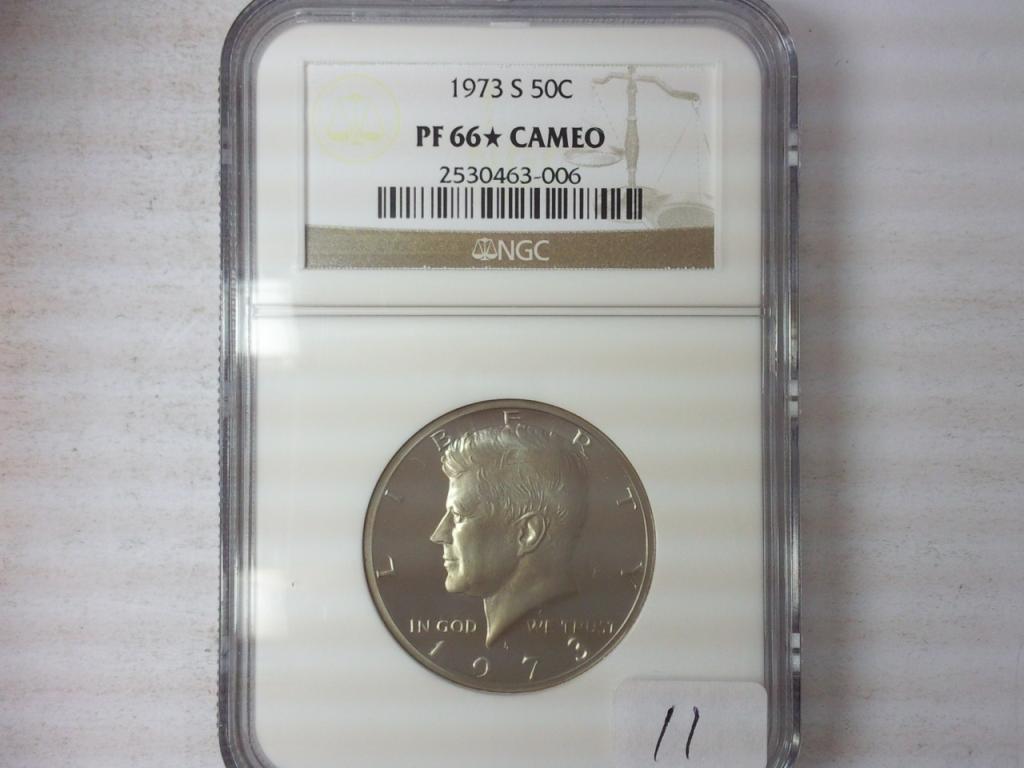 1973 S 50C
PF 66★ CAMEO
2530463-006
NGC
LIBERTY
IN GOD WE TRUST
1973
11